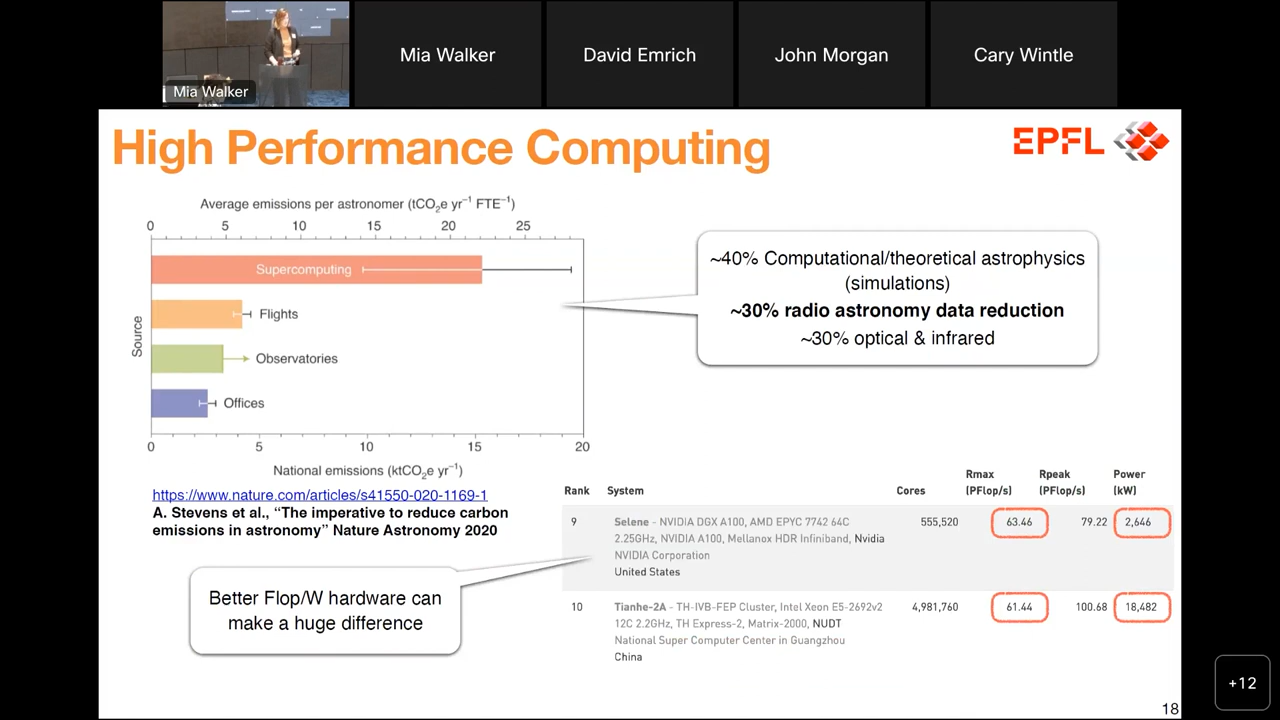 Mia Walker
Mia Walker
David Emrich
John Morgan
Cary Wintle
High Performance Computing
EPFL
Average emissions per astronomer (tCO2e yr⁻¹ FTE⁻¹)
0 5 10 15 20 25
Source
Supercomputing
Flights
Observatories
Offices
0 5 10 15 20
National emissions (ktCO2e yr⁻¹)
~40% Computational/theoretical astrophysics
(simulations)
~30% radio astronomy data reduction
~30% optical & infrared
https://www.nature.com/articles/s41550-020-1169-1
A. Stevens et al., “The imperative to reduce carbon
emissions in astronomy” Nature Astronomy 2020
Better Flop/W hardware can
make a huge difference
Rmax Rpeak Power
Rank System Cores (PFlop/s) (PFlop/s) (kW)
9 Selene - NVIDIA DGX A100, AMD EPYC 7742 64C 555,520 63.46 79.22 2,646
2.25GHz, NVIDIA A100, Mellanox HDR Infiniband, Nvidia
NVIDIA Corporation
United States
10 Tianhe-2A - TH-IVB-FEP Cluster, Intel Xeon E5-2692v2 4,981,760 61.44 100.68 18,482
12C 2.2GHz, TH Express-2, Matrix-2000, NUDT
National Super Computer Center in Guangzhou
China
+12
18